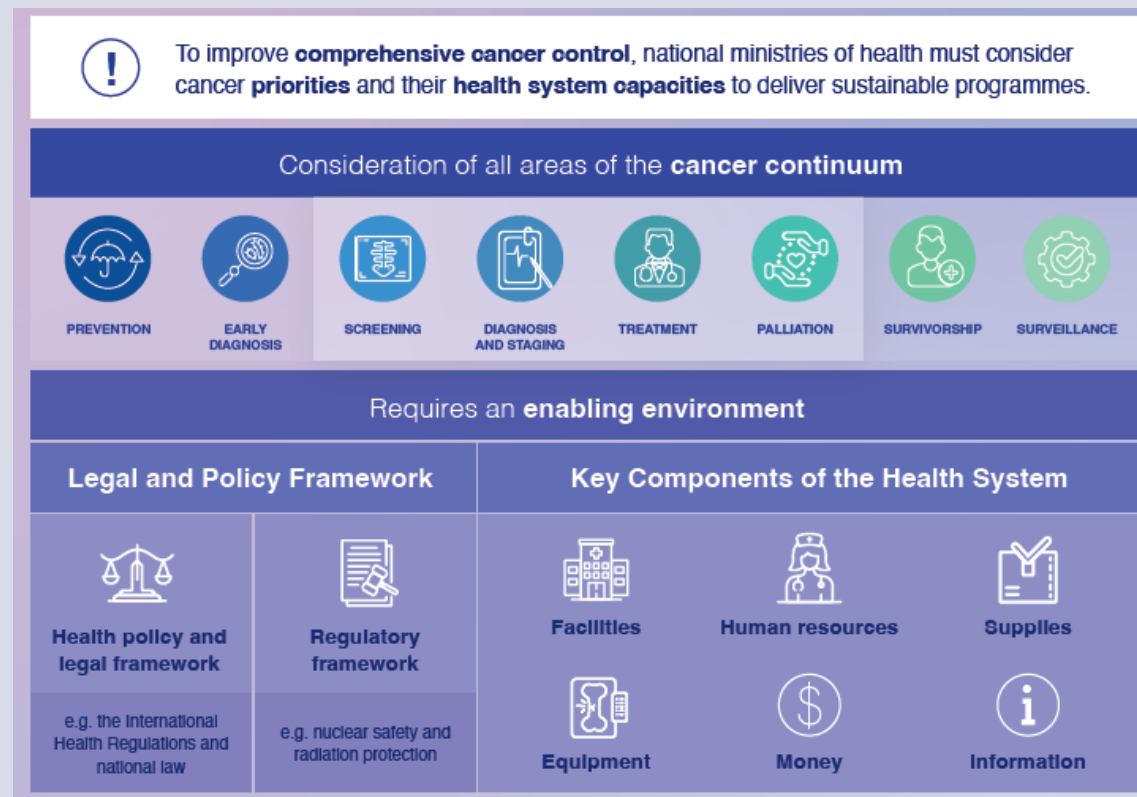 !
To improve comprehensive cancer control, national ministries of health must consider
cancer priorities and their health system capacities to deliver sustainable programmes.
Consideration of all areas of the cancer continuum
PREVENTION
EARLY
DIAGNOSIS
SCREENING
DIAGNOSIS
AND STAGING
TREATMENT
PALLIATION
SURVIVORSHIP
SURVEILLANCE
Requires an enabling environment
Legal and Policy Framework
Health policy and
legal framework
e.g. the International
Health Regulations and
national law
Regulatory
framework
e.g. nuclear safety and
radiation protection
Key Components of the Health System
Facilities
Human resources
Supplies
Equipment
$
Money
i
Information